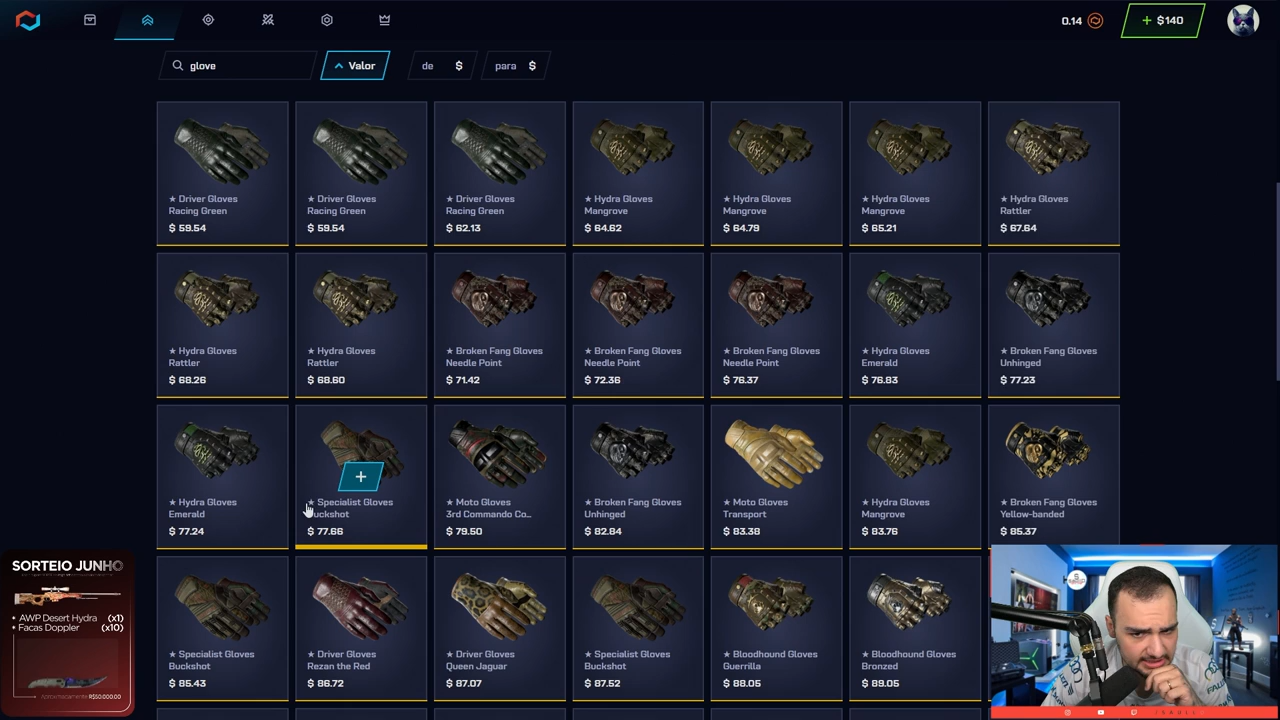 0.14
+ $140
glove
Valor
de $
para $
★ Driver Gloves
Racing Green
$ 59.54
★ Driver Gloves
Racing Green
$ 59.54
★ Driver Gloves
Racing Green
$ 62.13
★ Hydra Gloves
Mangrove
$ 64.62
★ Hydra Gloves
Mangrove
$ 64.79
★ Hydra Gloves
Mangrove
$ 65.21
★ Hydra Gloves
Rattler
$ 67.64
★ Hydra Gloves
Rattler
$ 68.26
★ Hydra Gloves
Rattler
$ 68.60
★ Broken Fang Gloves
Needle Point
$ 71.42
★ Broken Fang Gloves
Needle Point
$ 72.36
★ Broken Fang Gloves
Needle Point
$ 76.37
★ Hydra Gloves
Emerald
$ 76.83
★ Broken Fang Gloves
Unhinged
$ 77.23
★ Hydra Gloves
Emerald
$ 77.24
★ Specialist Gloves
Buckshot
$ 77.66
★ Moto Gloves
3rd Commando Co...
$ 79.50
★ Broken Fang Gloves
Unhinged
$ 82.84
★ Moto Gloves
Transport
$ 83.38
★ Hydra Gloves
Mangrove
$ 83.76
★ Broken Fang Gloves
Yellow-banded
$ 85.37
★ Specialist Gloves
Buckshot
$ 85.43
★ Driver Gloves
Rezan the Red
$ 86.72
★ Driver Gloves
Queen Jaguar
$ 87.07
★ Specialist Gloves
Buckshot
$ 87.52
★ Bloodhound Gloves
Guerrilla
$ 88.05
★ Bloodhound Gloves
Bronzed
$ 89.05
SORTEIO JUNHO
• AWP Desert Hydra (x1)
• Facas Doppler (x10)